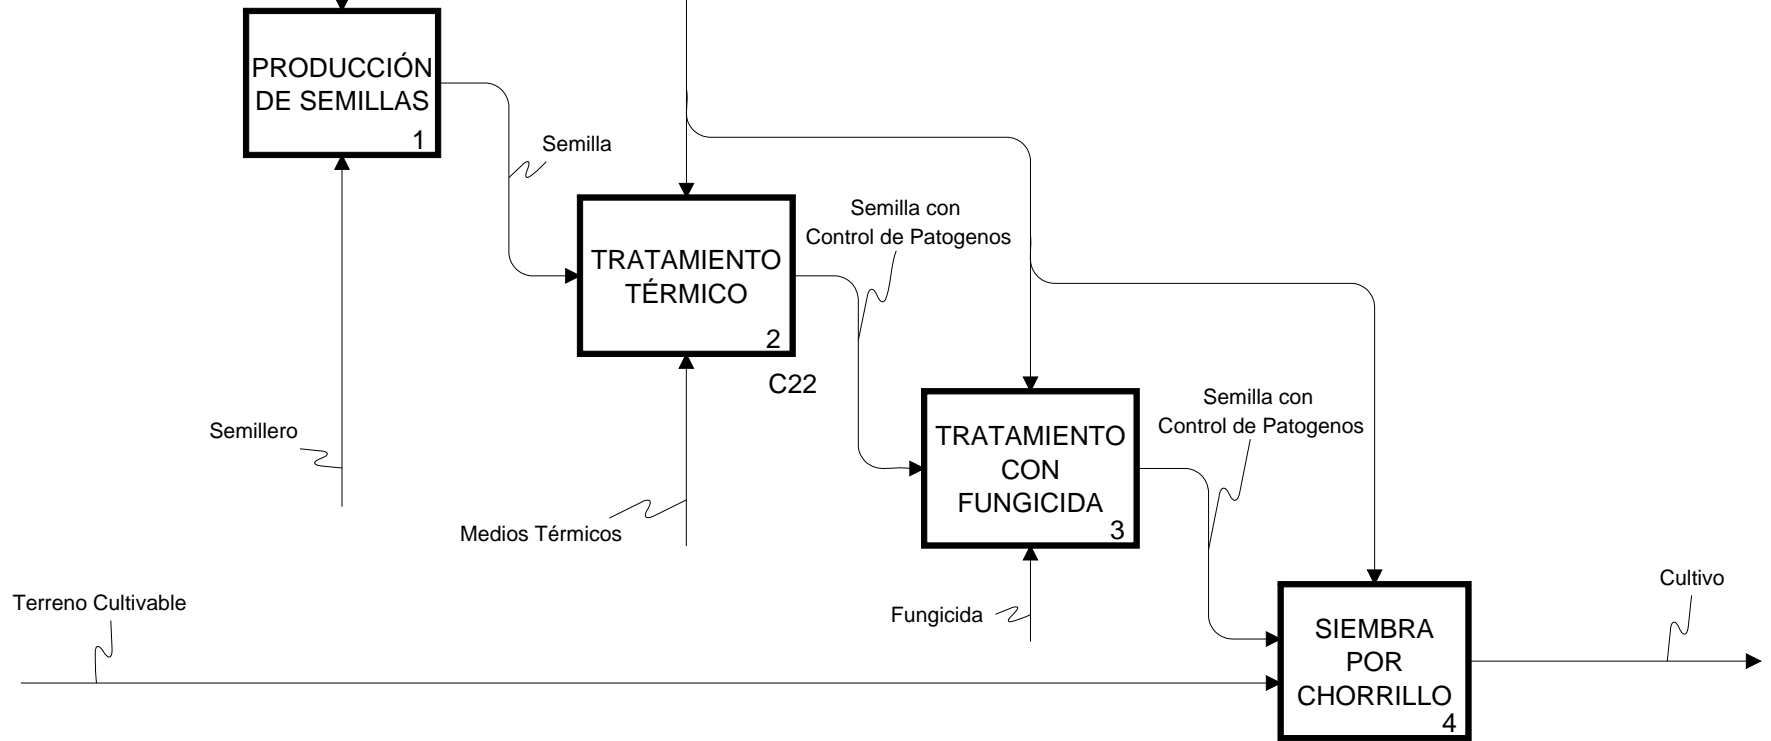 PRODUCCIÓN
DE SEMILLAS
1
Semilla
Semilla con
Control de Patogenos
TRATAMIENTO
TÉRMICO
2
C22
Semilla con
Control de Patogenos
Semillero
TRATAMIENTO
CON
FUNGICIDA
3
Medios Térmicos
Terreno Cultivable
Fungicida
Cultivo
SIEMBRA
POR
CHORRILLO
4